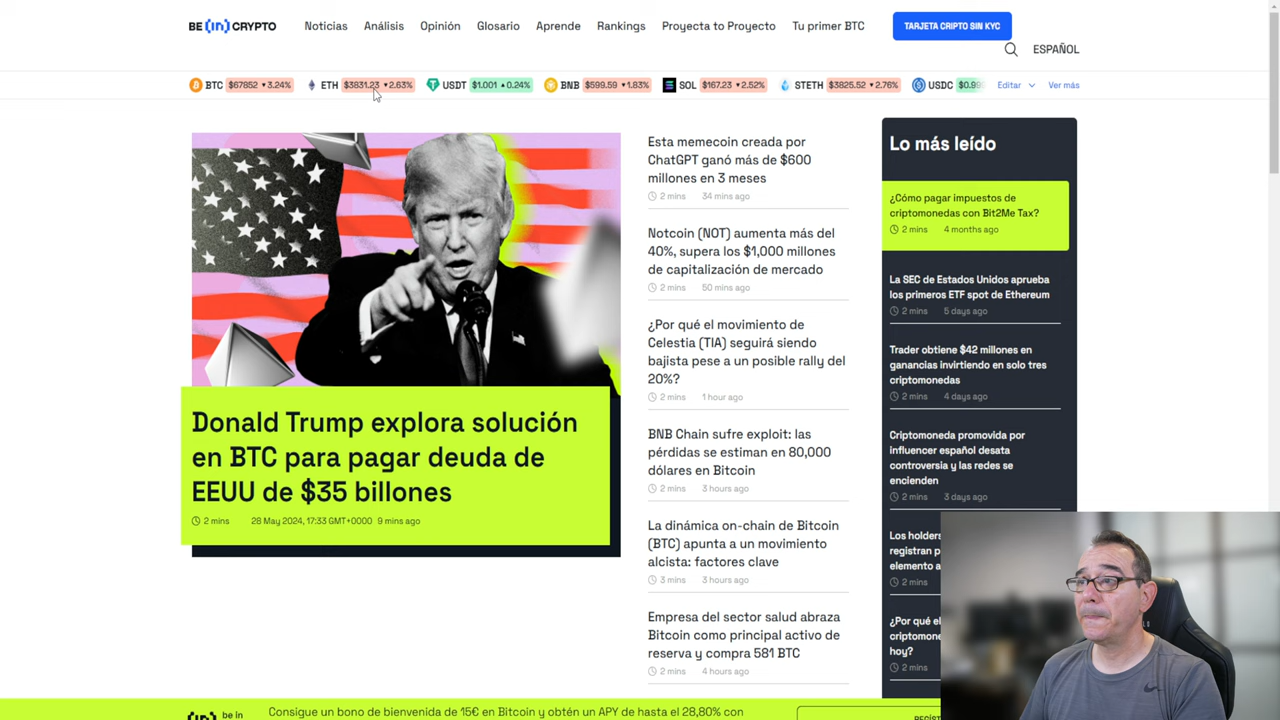 BE[in]CRYPTO
Noticias Análisis Opinión Glosario Aprende Rankings Proyecta to Proyecto Tu primer BTC
TARJETA CRIPTO SIN KYC
ESPAÑOL
BTC $67852 ▼3.24% ETH $3831.23 ▼2.63% USDT $1.001 ▲0.24% BNB $599.59 ▼1.83% SOL $167.23 ▼2.52% STETH $3825.52 ▼2.76% USDC Editar Ver más
Donald Trump explora solución
en BTC para pagar deuda de
EEUU de $35 billones
2 mins 28 May 2024, 17:33 GMT+0000 9 mins ago
Esta memecoin creada por
ChatGPT ganó más de $600
millones en 3 meses
2 mins 34 mins ago
Notcoin (NOT) aumenta más del
40%, supera los $1,000 millones
de capitalización de mercado
2 mins 50 mins ago
¿Por qué el movimiento de
Celestia (TIA) seguirá siendo
bajista pese a un posible rally del
20%?
2 mins 1 hour ago
BNB Chain sufre exploit: las
pérdidas se estiman en 80,000
dólares en Bitcoin
2 mins 3 hours ago
La dinámica on-chain de Bitcoin
(BTC) apunta a un movimiento
alcista: factores clave
3 mins 3 hours ago
Empresa del sector salud abraza
Bitcoin como principal activo de
reserva y compra 581 BTC
2 mins 4 hours ago
Lo más leído
¿Cómo pagar impuestos de
criptomonedas con Bit2Me Tax?
2 mins 4 months ago
La SEC de Estados Unidos aprueba
los primeros ETF spot de Ethereum
2 mins 5 days ago
Trader obtiene $42 millones en
ganancias invirtiendo en solo tres
criptomonedas
2 mins 4 days ago
Criptomoneda promovida por
influencer español desata
controversia y las redes se
encienden
2 mins 3 days ago
Los holders
registran p
elemento a
2 mins
¿Por qué el
criptomone
hoy?
2 mins
be in
Consigue un bono de bienvenida de 15€ en Bitcoin y obtén un APY de hasta el 28,80% con